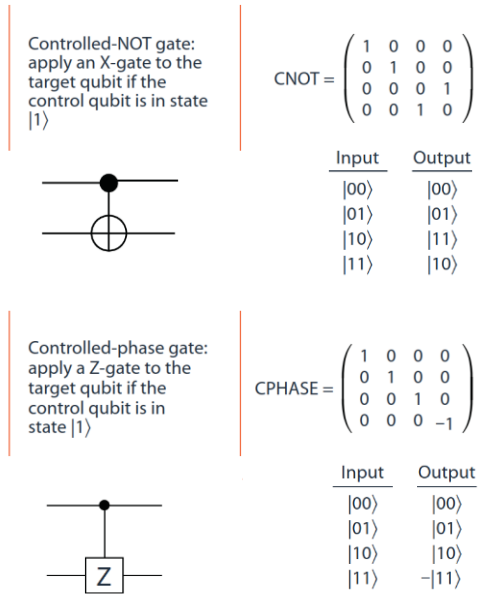 Controlled-NOT gate:
apply an X-gate to the
target qubit if the
control qubit is in state
|1⟩
CNOT =
1 0 0 0
0 1 0 0
0 0 0 1
0 0 1 0
Input Output
|00⟩ |00⟩
|01⟩ |01⟩
|10⟩ |11⟩
|11⟩ |10⟩
Controlled-phase gate:
apply a Z-gate to the
target qubit if the
control qubit is in
state |1⟩
CPHASE =
1 0 0 0
0 1 0 0
0 0 1 0
0 0 0 −1
Z
Input Output
|00⟩ |00⟩
|01⟩ |01⟩
|10⟩ |10⟩
|11⟩ −|11⟩